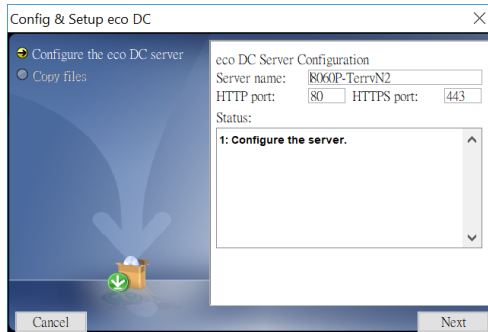 Config & Setup eco DC
Configure the eco DC server
Copy files
eco DC Server Configuration
Server name: 8060P-TerryN2
HTTP port: 80 HTTPS port: 443
Status:
1: Configure the server.
Cancel Next